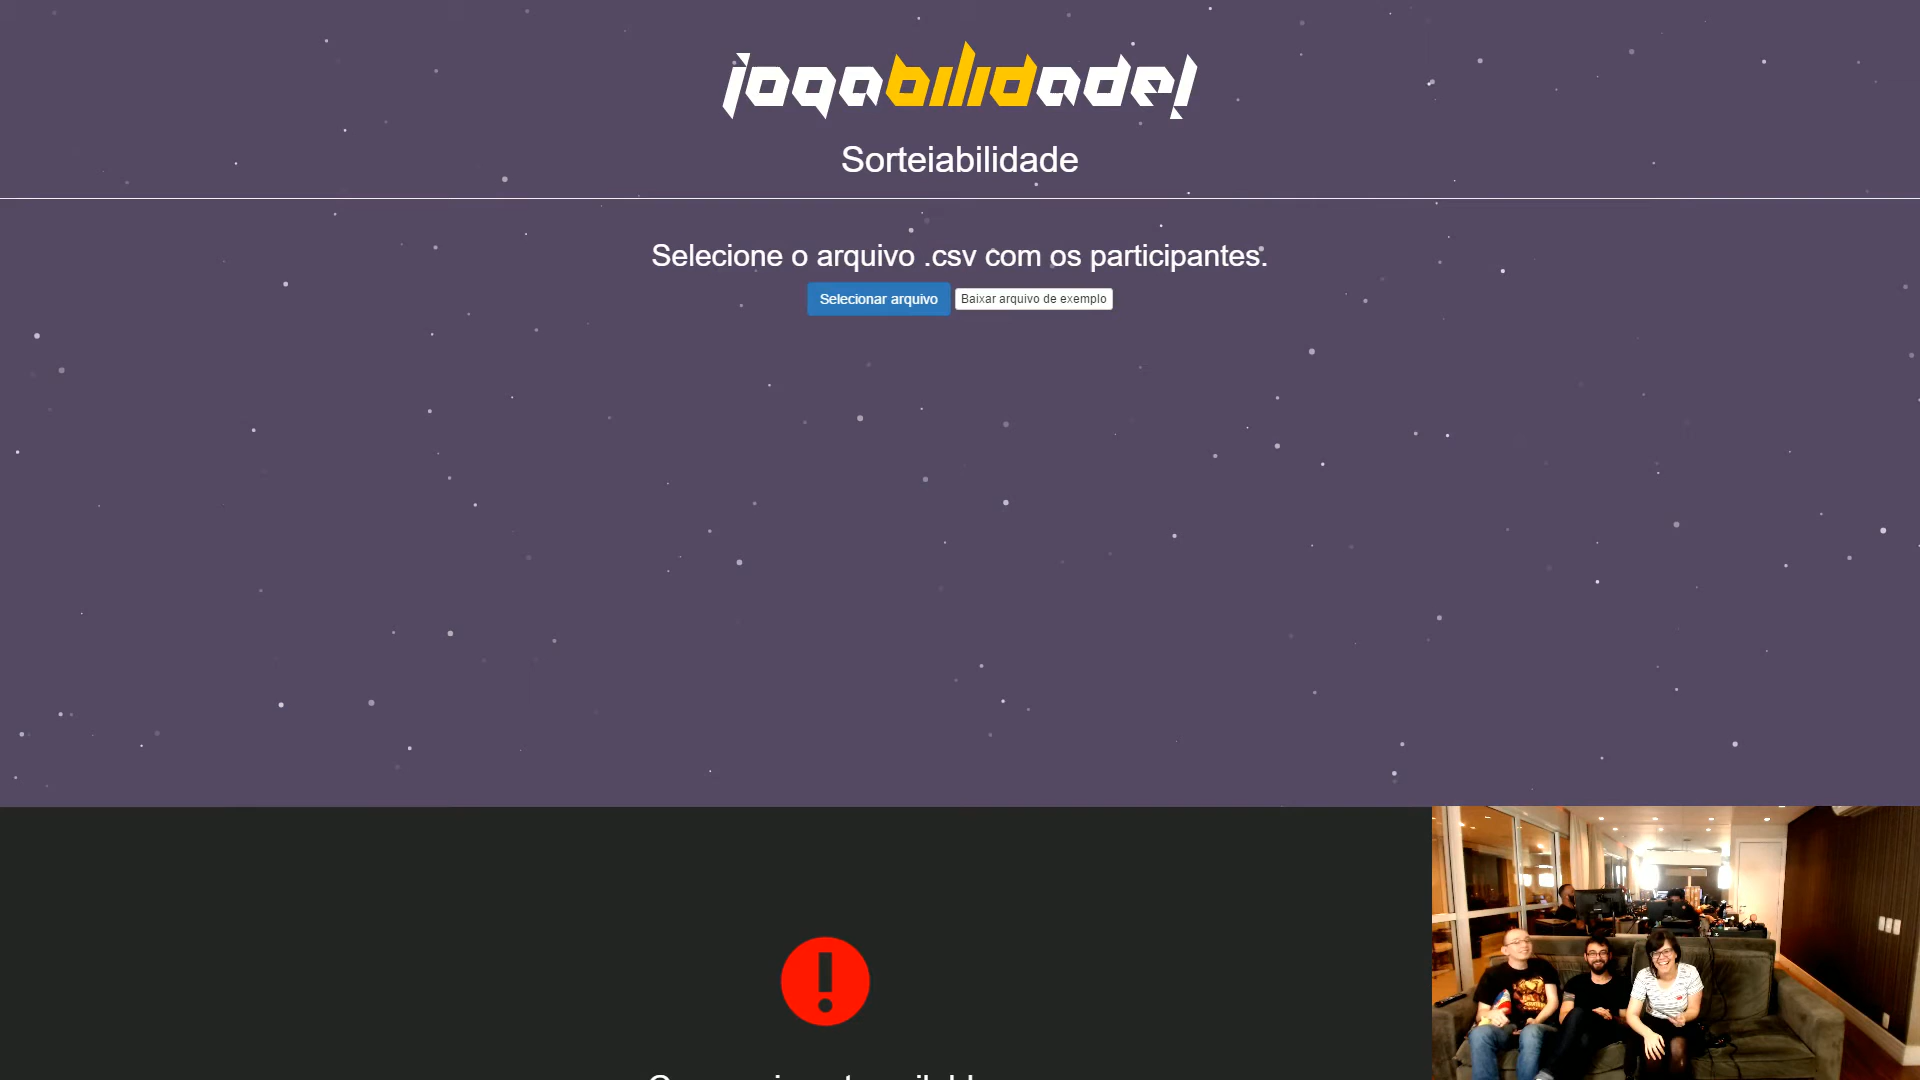 jogabilidade!
Sorteiabilidade
Selecione o arquivo .csv com os participantes.
Selecionar arquivo
Baixar arquivo de exemplo